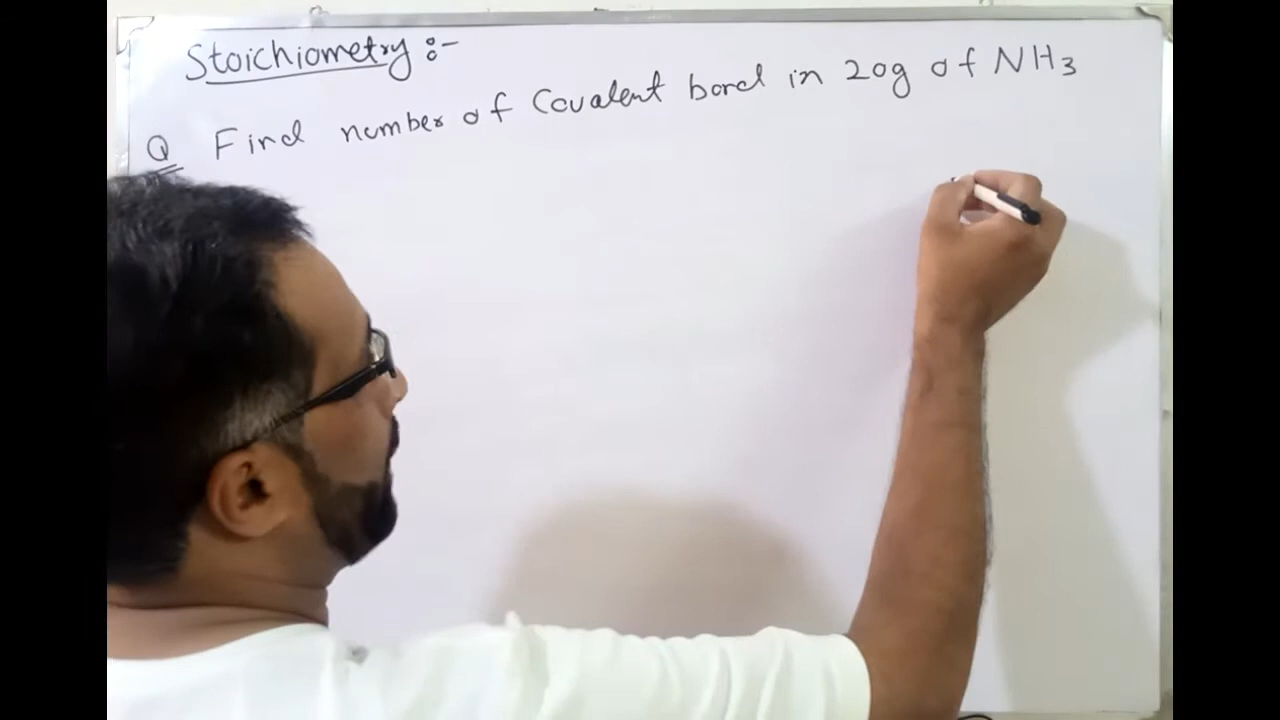 Stoichiometry :-
Q Find number of Covalent bond in 20g of NH3